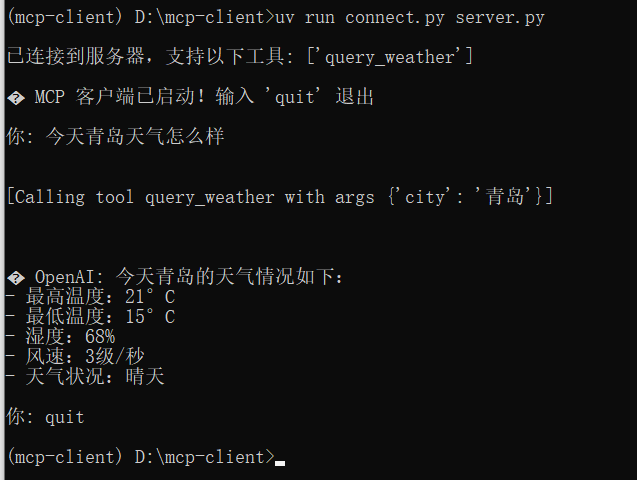 (mcp-client) D:\mcp-client>uv run connect.py server.py
已连接到服务器，支持以下工具: ['query_weather']
� MCP 客户端已启动！输入 'quit' 退出
你: 今天青岛天气怎么样
[Calling tool query_weather with args {'city': '青岛'}]
� OpenAI: 今天青岛的天气情况如下：
- 最高温度：21°C
- 最低温度：15°C
- 湿度：68%
- 风速：3级/秒
- 天气状况：晴天
你: quit
(mcp-client) D:\mcp-client>